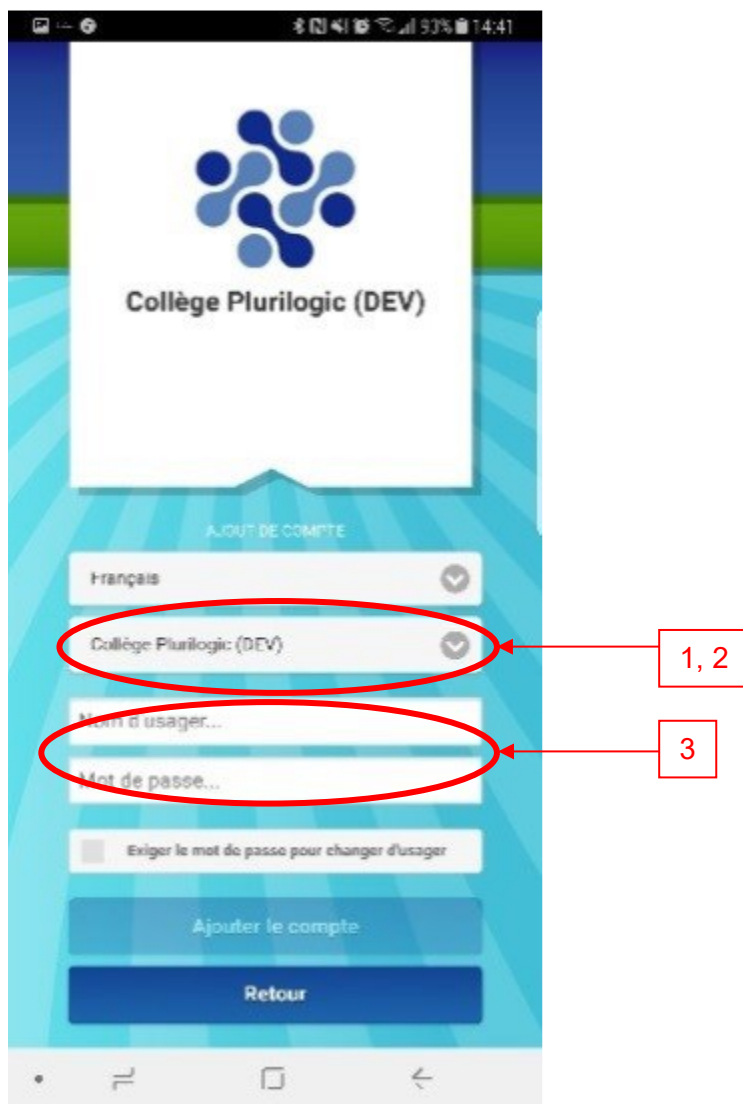 93% 14:41
Collège Plurilogic (DEV)
AJOUT DE COMPTE
Français
Collège Plurilogic (DEV)
1, 2
Nom d'usager...
3
Mot de passe...
Exiger le mot de passe pour changer d'usager
Ajouter le compte
Retour